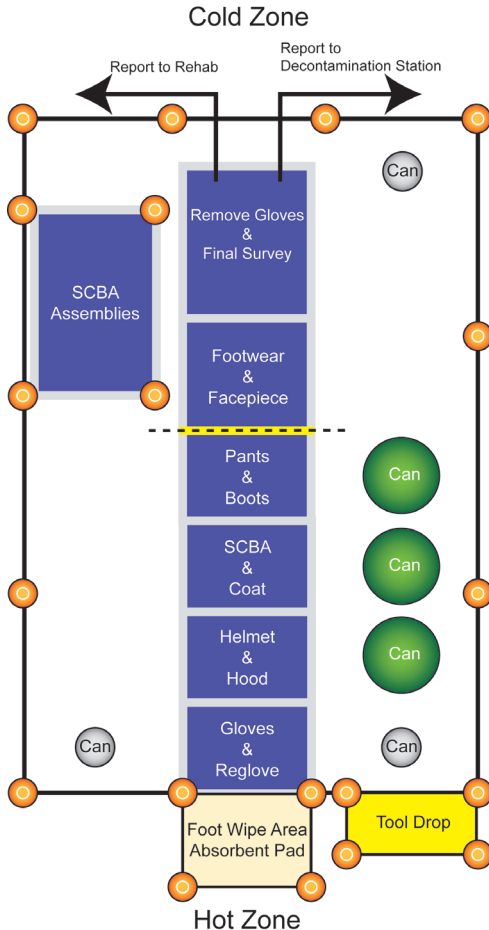 Cold Zone
Report to Rehab
Report to
Decontamination Station
Can
Remove Gloves
&
Final Survey
SCBA
Assemblies
Footwear
&
Facepiece
Pants
&
Boots
Can
SCBA
&
Coat
Can
Helmet
&
Hood
Can
Gloves
&
Reglove
Can
Can
Foot Wipe Area
Absorbent Pad
Tool Drop
Hot Zone